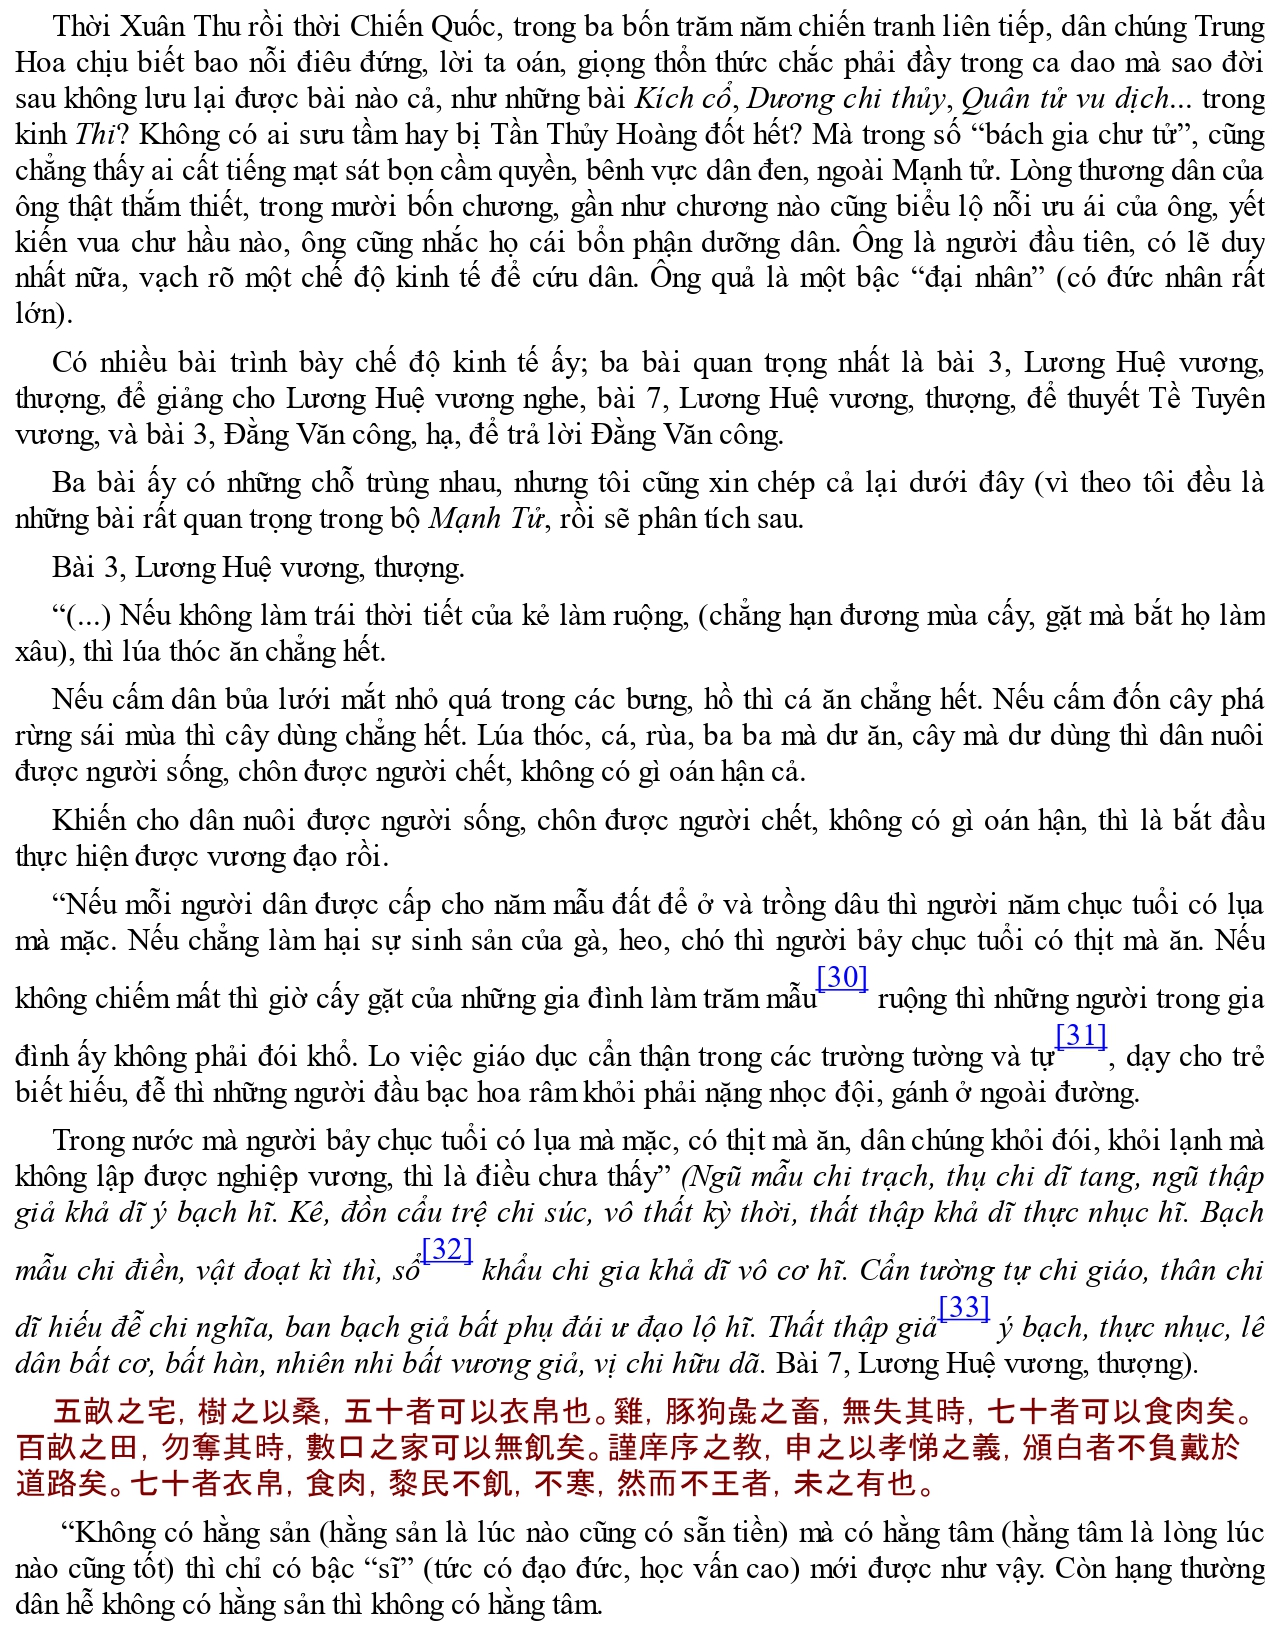 Thời Xuân Thu rồi thời Chiến Quốc, trong ba bốn trăm năm chiến tranh liên tiếp, dân chúng Trung
Hoa chịu biết bao nỗi điêu đứng, lời ta oán, giọng thổn thức chắc phải đầy trong ca dao mà sao đời
sau không lưu lại được bài nào cả, như những bài Kích cổ, Dương chi thủy, Quân tử vu dịch... trong
kinh Thi? Không có ai sưu tầm hay bị Tần Thủy Hoàng đốt hết? Mà trong số “bách gia chư tử”, cũng
chẳng thấy ai cất tiếng mạt sát bọn cầm quyền, bênh vực dân đen, ngoài Mạnh tử. Lòng thương dân của
ông thật thắm thiết, trong mười bốn chương, gần như chương nào cũng biểu lộ nỗi ưu ái của ông, yết
kiến vua chư hầu nào, ông cũng nhắc họ cái bổn phận dưỡng dân. Ông là người đầu tiên, có lẽ duy
nhất nữa, vạch rõ một chế độ kinh tế để cứu dân. Ông quả là một bậc “đại nhân” (có đức nhân rất
lớn).
Có nhiều bài trình bày chế độ kinh tế ấy; ba bài quan trọng nhất là bài 3, Lương Huệ vương,
thượng, để giảng cho Lương Huệ vương nghe, bài 7, Lương Huệ vương, thượng, để thuyết Tề Tuyên
vương, và bài 3, Đằng Văn công, hạ, để trả lời Đằng Văn công.
Ba bài ấy có những chỗ trùng nhau, nhưng tôi cũng xin chép cả lại dưới đây (vì theo tôi đều là
những bài rất quan trọng trong bộ Mạnh Tử, rồi sẽ phân tích sau.
Bài 3, Lương Huệ vương, thượng.
“(...) Nếu không làm trái thời tiết của kẻ làm ruộng, (chẳng hạn đương mùa cấy, gặt mà bắt họ làm
xâu), thì lúa thóc ăn chẳng hết.
Nếu cấm dân bủa lưới mắt nhỏ quá trong các bưng, hồ thì cá ăn chẳng hết. Nếu cấm đốn cây phá
rừng sái mùa thì cây dùng chẳng hết. Lúa thóc, cá, rùa, ba ba mà dư ăn, cây mà dư dùng thì dân nuôi
được người sống, chôn được người chết, không có gì oán hận cả.
Khiến cho dân nuôi được người sống, chôn được người chết, không có gì oán hận, thì là bắt đầu
thực hiện được vương đạo rồi.
“Nếu mỗi người dân được cấp cho năm mẫu đất để ở và trồng dâu thì người năm chục tuổi có lụa
mà mặc. Nếu chẳng làm hại sự sinh sản của gà, heo, chó thì người bảy chục tuổi có thịt mà ăn. Nếu
không chiếm mất thì giờ cấy gặt của những gia đình làm trăm mẫu[30] ruộng thì những người trong gia
đình ấy không phải đói khổ. Lo việc giáo dục cẩn thận trong các trường tường và tự[31], dạy cho trẻ
biết hiếu, đễ thì những người đầu bạc hoa râm khỏi phải nặng nhọc đội, gánh ở ngoài đường.
Trong nước mà người bảy chục tuổi có lụa mà mặc, có thịt mà ăn, dân chúng khỏi đói, khỏi lạnh mà
không lập được nghiệp vương, thì là điều chưa thấy” (Ngũ mẫu chi trạch, thụ chi dĩ tang, ngũ thập
giả khả dĩ ý bạch hĩ. Kê, đồn cẩu trệ chi súc, vô thất kỳ thời, thất thập khả dĩ thực nhục hĩ. Bạch
mẫu chi điền, vật đoạt kì thì, sổ[32] khẩu chi gia khả dĩ vô cơ hĩ. Cẩn tường tự chi giáo, thân chi
dĩ hiếu đễ chi nghĩa, ban bạch giả bất phụ đái ư đạo lộ hĩ. Thất thập giả[33] ý bạch, thực nhục, lê
dân bất cơ, bất hàn, nhiên nhi bất vương giả, vị chi hữu dã. Bài 7, Lương Huệ vương, thượng).
五畝之宅, 樹之以桑, 五十者可以衣帛也。雞, 豚狗彘之畜, 無失其時, 七十者可以食肉矣。
百畝之田, 勿奪其時, 數口之家可以無飢矣。謹庠序之教, 申之以孝悌之義, 頒白者不負戴於
道路矣。七十者衣帛, 食肉, 黎民不飢, 不寒, 然而不王者, 未之有也。
“Không có hằng sản (hằng sản là lúc nào cũng có sẵn tiền) mà có hằng tâm (hằng tâm là lòng lúc
nào cũng tốt) thì chỉ có bậc “sĩ” (tức có đạo đức, học vấn cao) mới được như vậy. Còn hạng thường
dân hễ không có hằng sản thì không có hằng tâm.